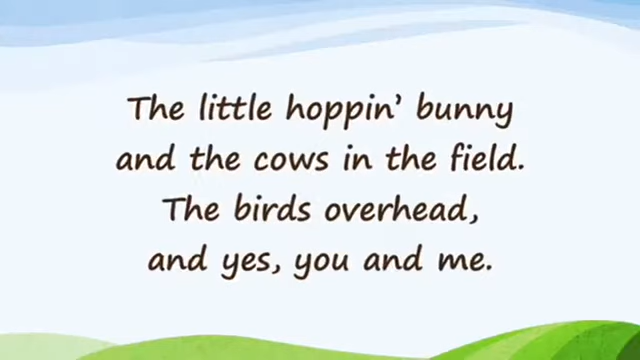 The little hoppin’ bunny
and the cows in the field.
The birds overhead,
and yes, you and me.